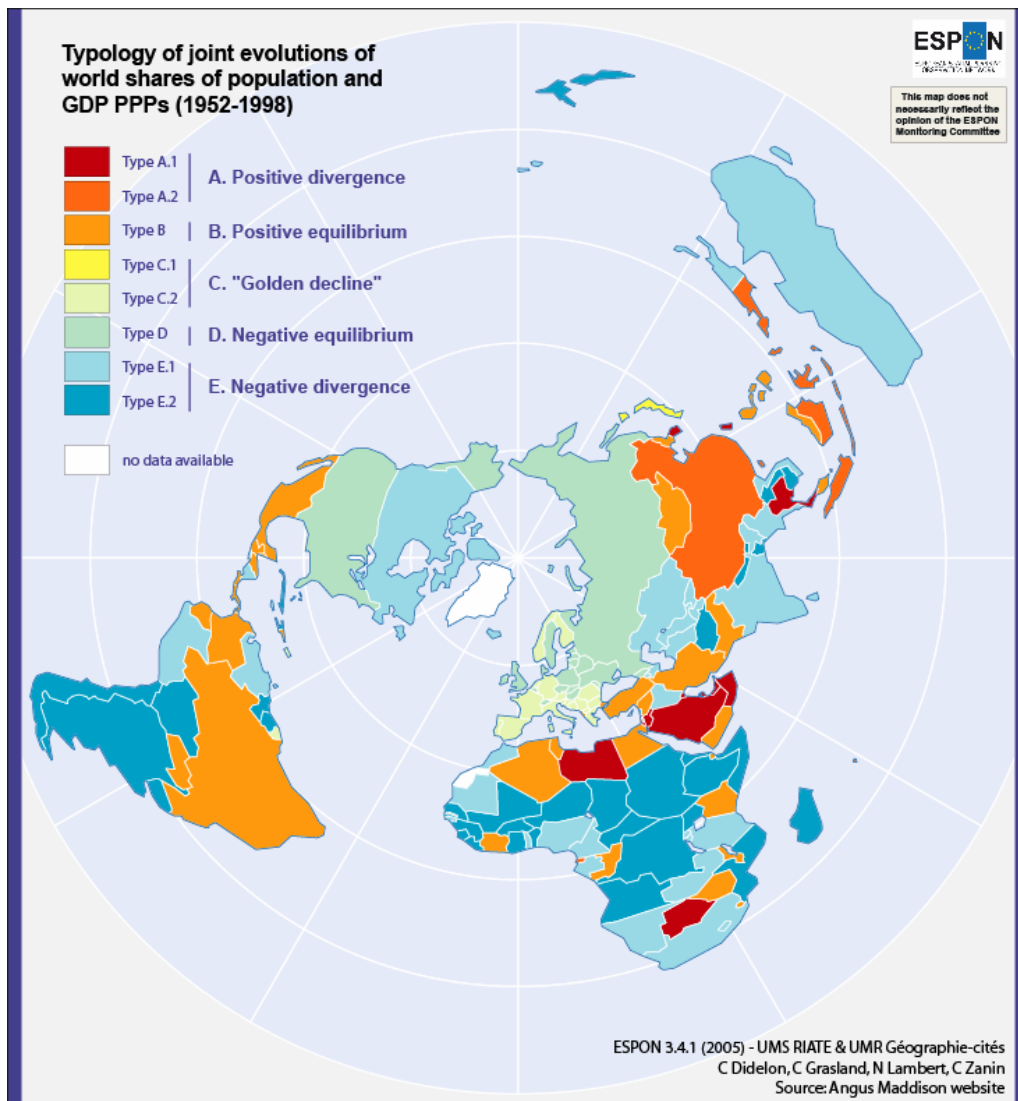 Typology of joint evolutions of
world shares of population and
GDP PPPs (1952-1998)
ESPON
This map does not
necessarily reflect the
opinion of the ESPON
Monitoring Committee
Type A.1
Type A.2
A. Positive divergence
Type B
B. Positive equilibrium
Type C.1
Type C.2
C. "Golden decline"
Type D
D. Negative equilibrium
Type E.1
Type E.2
E. Negative divergence
no data available
ESPON 3.4.1 (2005) - UMS RIATE & UMR Géographie-cités
C Didelon, C Grasland, N Lambert, C Zanin
Source: Angus Maddison website